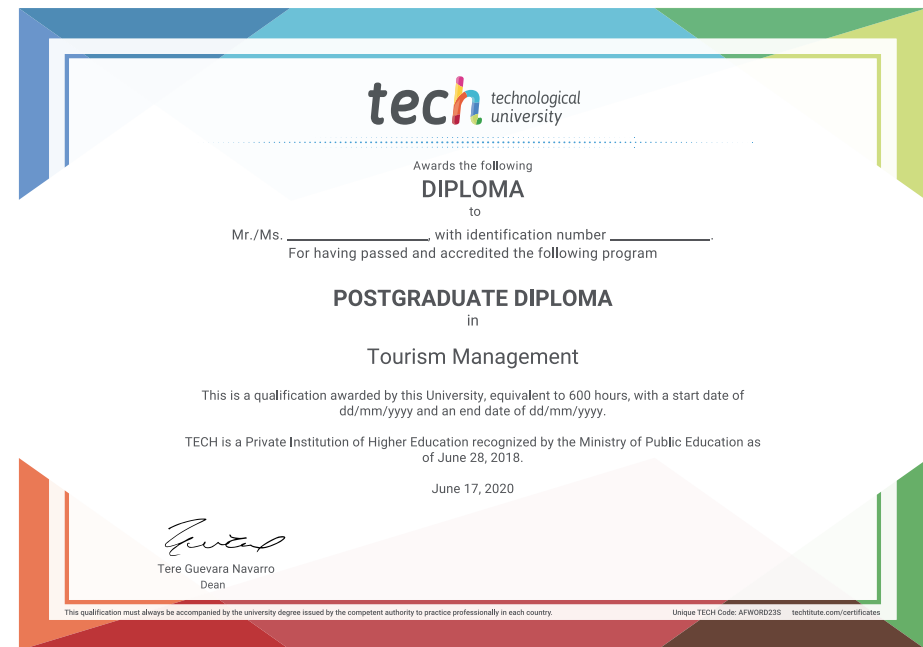 tech technological
university
Awards the following
DIPLOMA
to
Mr./Ms. ____________________, with identification number ______________.
For having passed and accredited the following program
POSTGRADUATE DIPLOMA
in
Tourism Management
This is a qualification awarded by this University, equivalent to 600 hours, with a start date of
dd/mm/yyyy and an end date of dd/mm/yyyy.
TECH is a Private Institution of Higher Education recognized by the Ministry of Public Education as
of June 28, 2018.
June 17, 2020
Tere Guevara Navarro
Dean
This qualification must always be accompanied by the university degree issued by the competent authority to practice professionally in each country. Unique TECH Code: AFWORD23S techtitute.com/certificates